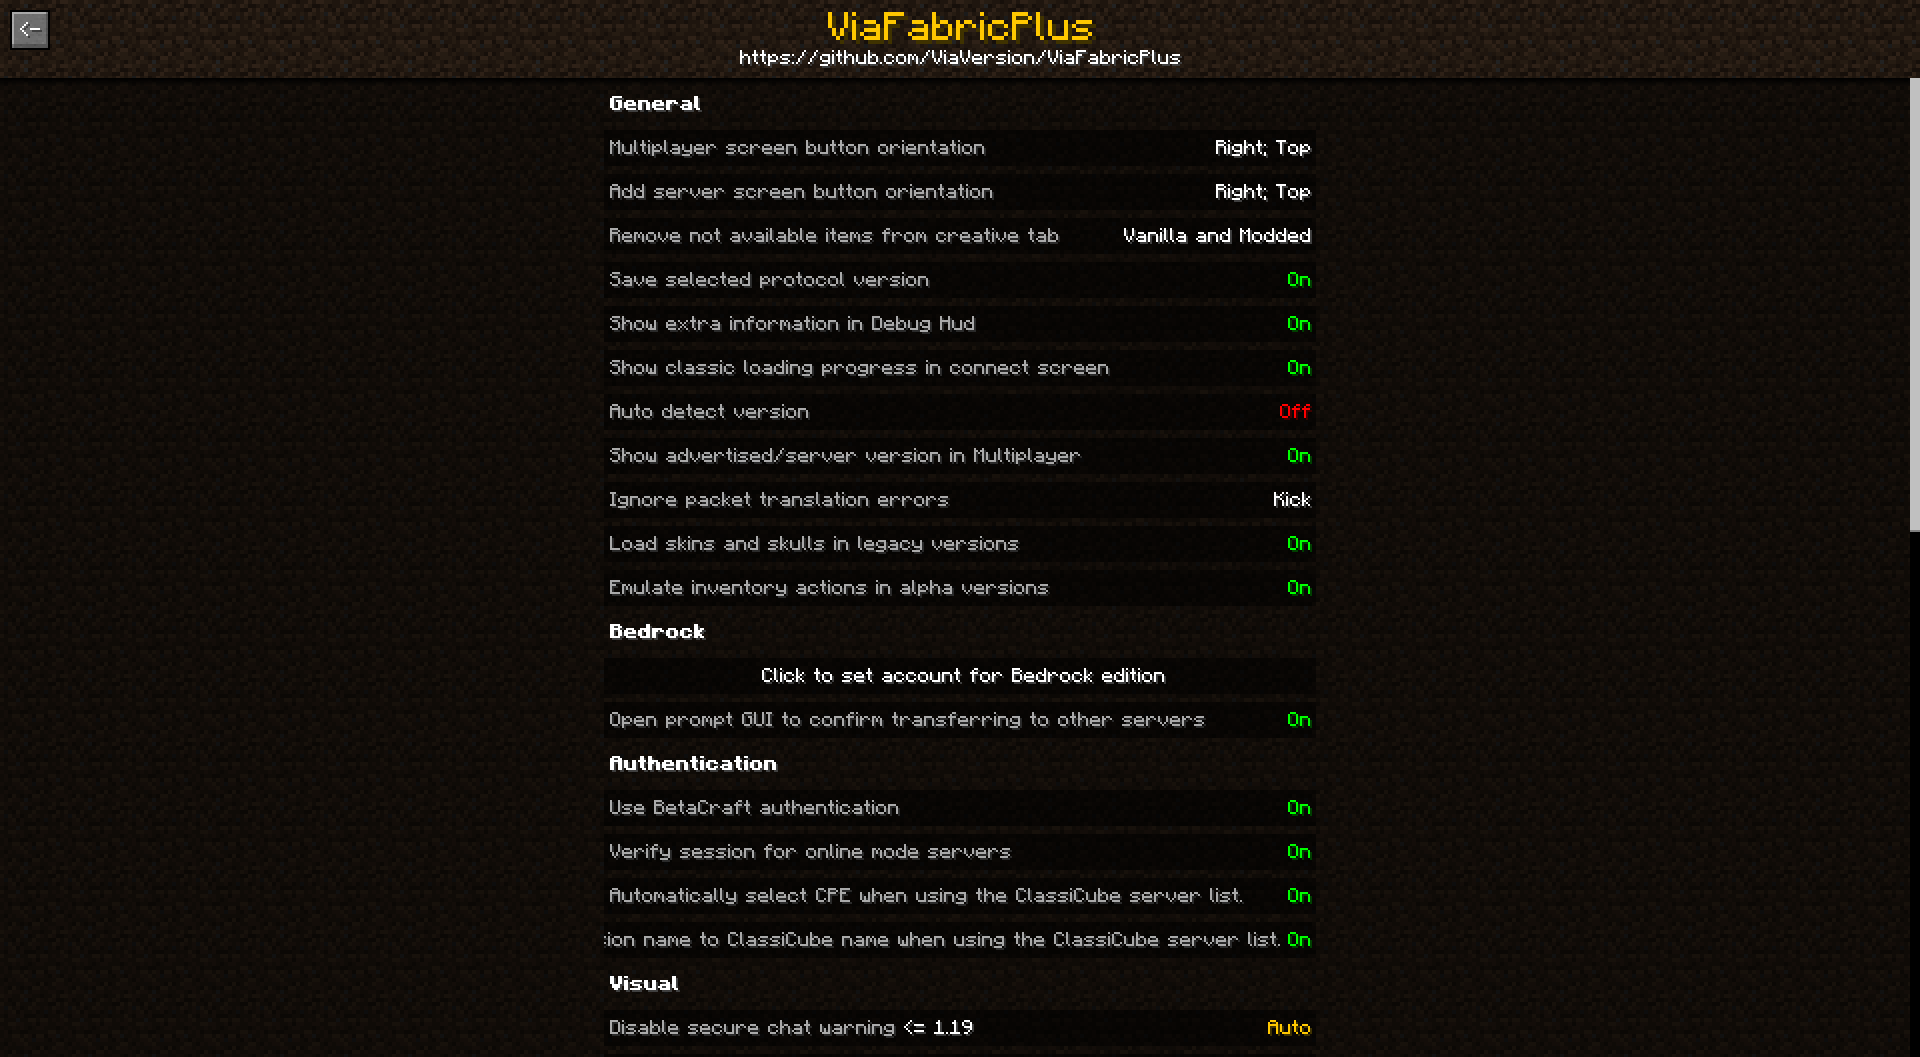 <-
ViaFabricPlus
https://github.com/ViaVersion/ViaFabricPlus
General
Multiplayer screen button orientation Right; Top
Add server screen button orientation Right; Top
Remove not available items from creative tab Vanilla and Modded
Save selected protocol version On
Show extra information in Debug Hud On
Show classic loading progress in connect screen On
Auto detect version Off
Show advertised/server version in Multiplayer On
Ignore packet translation errors Kick
Load skins and skulls in legacy versions On
Emulate inventory actions in alpha versions On
Bedrock
Click to set account for Bedrock edition
Open prompt GUI to confirm transferring to other servers On
Authentication
Use BetaCraft authentication On
Verify session for online mode servers On
Automatically select CPE when using the ClassiCube server list. On
ion name to ClassiCube name when using the ClassiCube server list. On
Visual
Disable secure chat warning <= 1.19 Auto